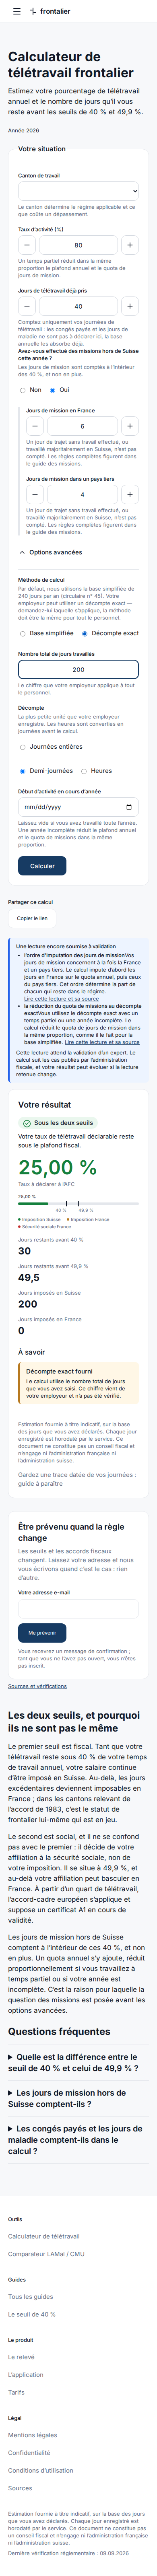 frontalier
Calculateur de
télétravail frontalier
Estimez votre pourcentage de télétravail
annuel et le nombre de jours qu'il vous
reste avant les seuils de 40 % et 49,9 %.
Année 2026
Votre situation
Canton de travail
Le canton détermine le régime applicable et ce
que coûte un dépassement.
Taux d'activité (%)
80
Un temps partiel réduit dans la même
proportion le plafond annuel et le quota de
jours de mission.
Jours de télétravail déjà pris
40
Comptez uniquement vos journées de
télétravail : les congés payés et les jours de
maladie ne sont pas à déclarer ici, la base
annuelle les absorbe déjà.
Avez-vous effectué des missions hors de Suisse
cette année ?
Les jours de mission sont comptés à l'intérieur
des 40 %, et non en plus.
Non
Oui
Jours de mission en France
6
Un jour de trajet sans travail effectué, ou
travaillé majoritairement en Suisse, n'est pas
compté. Les règles complètes figurent dans
le guide des missions.
Jours de mission dans un pays tiers
4
Un jour de trajet sans travail effectué, ou
travaillé majoritairement en Suisse, n'est pas
compté. Les règles complètes figurent dans
le guide des missions.
Options avancées
Méthode de calcul
Par défaut, nous utilisons la base simplifiée de
240 jours par an (circulaire n° 45). Votre
employeur peut utiliser un décompte exact —
demandez-lui laquelle il applique, la méthode
se choisit par employeur, pas individuellement.
Base simplifiée
Décompte exact
Nombre total de jours travaillés
200
Le chiffre que votre employeur applique à tout
le personnel.
Décompte
La plus petite unité que votre employeur
enregistre. Les heures sont converties en
journées avant le calcul.
Journées entières
Demi-journées
Heures
Début d'activité en cours d'année
mm/dd/yyyy
Laissez vide si vous avez travaillé toute l'année.
Une année incomplète réduit le plafond annuel
et le quota de missions dans la même
proportion.
Calculer
Partager ce calcul
Copier le lien
Une lecture encore soumise à validation
l'ordre d'imputation des jours de missionVos
jours de mission concernent à la fois la France et
un pays tiers. Le calcul impute d'abord les
jours en France sur le quota annuel, puis ceux
du pays tiers. Cet ordre détermine la part de
chacun qui reste dans le régime.
Lire cette lecture et sa source
la réduction du quota de missions au décompte
exactVous utilisez le décompte exact avec un
temps partiel ou une année incomplète. Le
calcul réduit le quota de jours de mission dans la
même proportion, comme il le fait sur la base
simplifiée. Lire cette lecture et sa source
Cette lecture attend la validation d'un expert. Le
calcul suit les cas publiés par l'administration
fiscale, et votre résultat peut évoluer si la lecture
retenue change.
Votre résultat
Sous les deux seuils
Votre taux de télétravail déclarable reste
sous le plafond fiscal.
25,00 %
Taux à déclarer à l'AFC
25,00 %
40 %
49,9 %
Imposition Suisse
Imposition France
Sécurité sociale France
Jours restants avant 40 %
30
Jours restants avant 49,9 %
49,5
Jours imposés en Suisse
200
Jours imposés en France
0
À savoir
Décompte exact fourni
Le calcul utilise le nombre total de jours
que vous avez saisi. Ce chiffre vient de
votre employeur et n'a pas été vérifié.
Estimation fournie à titre indicatif, sur la base
des jours que vous avez déclarés. Chaque jour
enregistré est horodaté par le service. Ce
document ne constitue pas un conseil fiscal et
n'engage ni l'administration française ni
l'administration suisse.
Gardez une trace datée de vos journées :
guide à paraître
Être prévenu quand la règle
change
Les seuils et les accords fiscaux
changent. Laissez votre adresse et nous
vous écrivons quand c'est le cas : rien
d'autre.
Votre adresse e-mail
Me prévenir
Vous recevrez un message de confirmation ;
tant que vous ne l'avez pas ouvert, vous n'êtes
pas inscrit.
Sources et vérifications
Les deux seuils, et pourquoi
ils ne sont pas le même
Le premier seuil est fiscal. Tant que votre
télétravail reste sous 40 % de votre temps
de travail annuel, votre salaire continue
d'être imposé en Suisse. Au-delà, les jours
excédentaires deviennent imposables en
France ; dans les cantons relevant de
l'accord de 1983, c'est le statut de
frontalier lui-même qui est en jeu.
Le second est social, et il ne se confond
pas avec le premier : il décide de votre
affiliation à la sécurité sociale, non de
votre imposition. Il se situe à 49,9 %, et
au-delà votre affiliation peut basculer en
France. À partir d'un quart de télétravail,
l'accord-cadre européen s'applique et
suppose un certificat A1 en cours de
validité.
Les jours de mission hors de Suisse
comptent à l'intérieur de ces 40 %, et non
en plus. Un quota annuel s'y ajoute, réduit
proportionnellement si vous travaillez à
temps partiel ou si votre année est
incomplète. C'est la raison pour laquelle la
question des missions est posée avant les
options avancées.
Questions fréquentes
Quelle est la différence entre le
seuil de 40 % et celui de 49,9 % ?
Les jours de mission hors de
Suisse comptent-ils ?
Les congés payés et les jours de
maladie comptent-ils dans le
calcul ?
Outils
Calculateur de télétravail
Comparateur LAMal / CMU
Guides
Tous les guides
Le seuil de 40 %
Le produit
Le relevé
L'application
Tarifs
Légal
Mentions légales
Confidentialité
Conditions d'utilisation
Sources
Estimation fournie à titre indicatif, sur la base des jours
que vous avez déclarés. Chaque jour enregistré est
horodaté par le service. Ce document ne constitue pas
un conseil fiscal et n'engage ni l'administration française
ni l'administration suisse.
Dernière vérification réglementaire : 09.09.2026